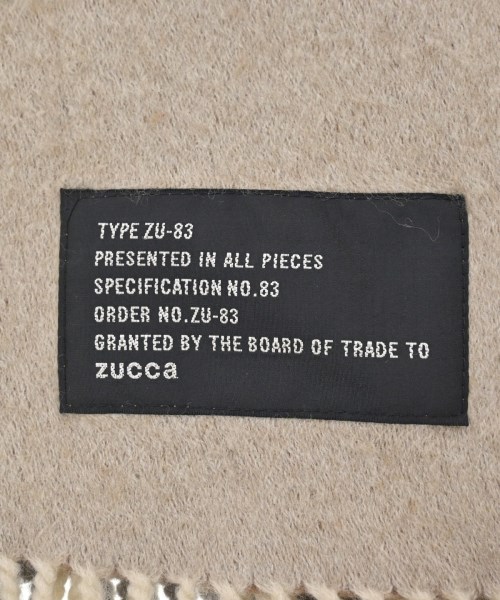 TYPE ZU-83
PRESENTED IN ALL PIECES
SPECIFICATION NO.83
ORDER NO.ZU-83
GRANTED BY THE BOARD OF TRADE TO
zucca